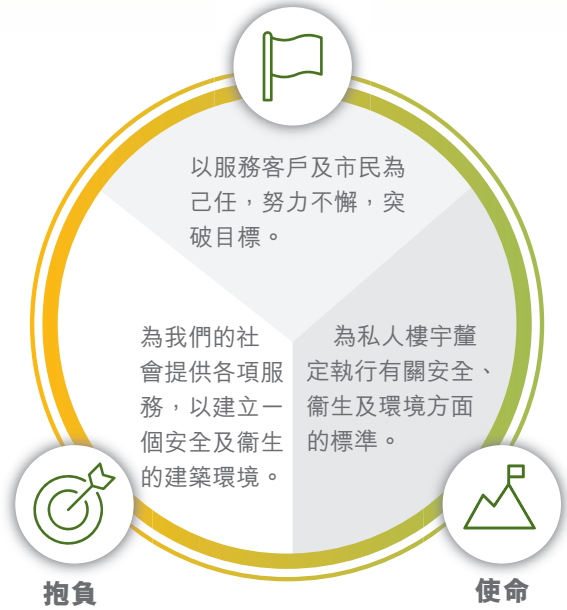 以服務客戶及市民為
己任，努力不懈，突
破目標。
為我們的社
會提供各項服
務，以建立一
個安全及衞生
的建築環境。
為私人樓宇釐
定執行有關安全、
衞生及環境方面
的標準。
抱負
使命